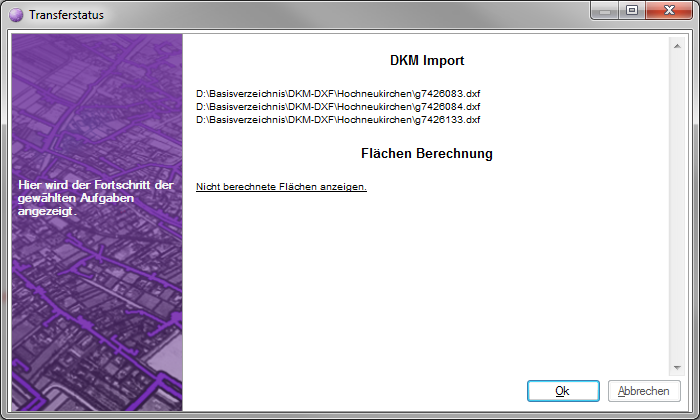 Transferstatus
DKM Import
D:\Basisverzeichnis\DKM-DXF\Hochneukirchen\g7426083.dxf
D:\Basisverzeichnis\DKM-DXF\Hochneukirchen\g7426084.dxf
D:\Basisverzeichnis\DKM-DXF\Hochneukirchen\g7426133.dxf
Flächen Berechnung
Nicht berechnete Flächen anzeigen.
Hier wird der Fortschritt der
gewählten Aufgaben
angezeigt.
Ok
Abbrechen